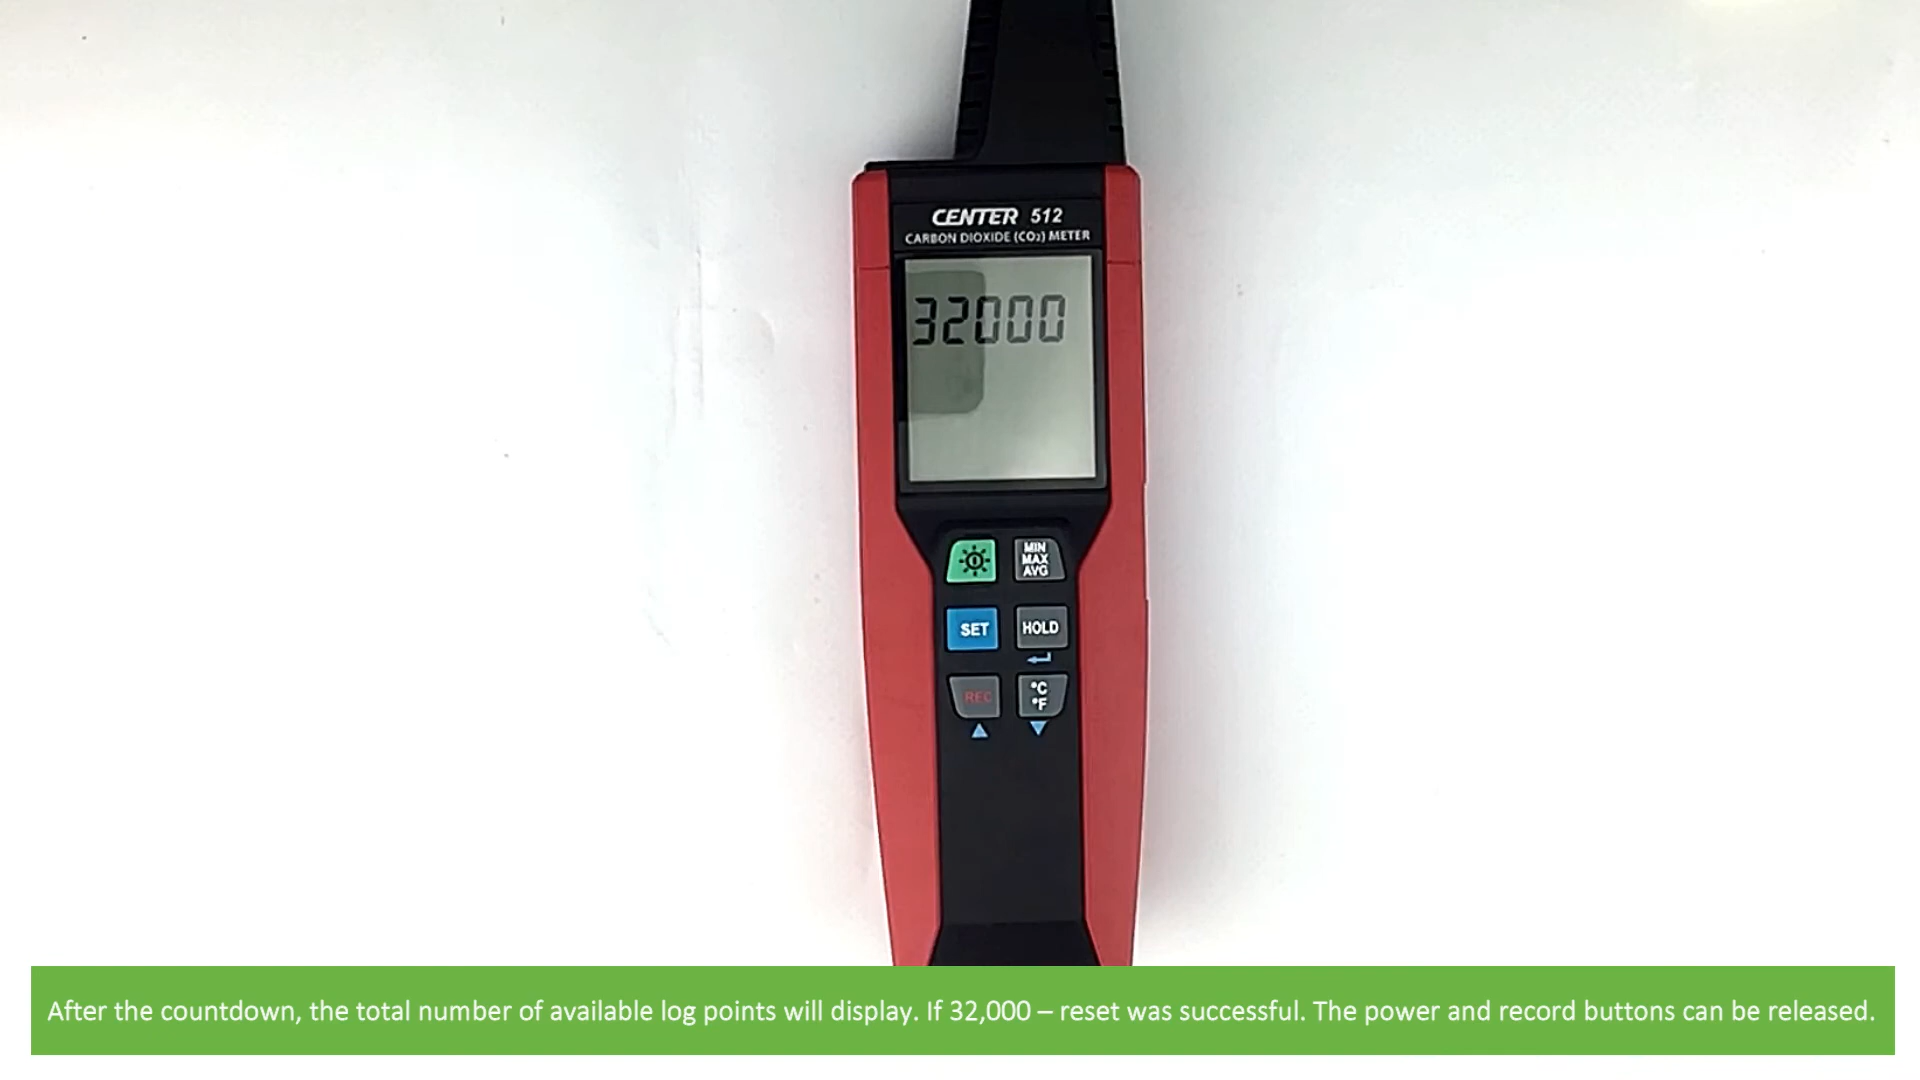 CENTER 512
CARBON DIOXIDE (CO₂) METER
32000
MIN
MAX
AVG
SET
HOLD
REC
°C
°F
After the countdown, the total number of available log points will display. If 32,000 – reset was successful. The power and record buttons can be released.